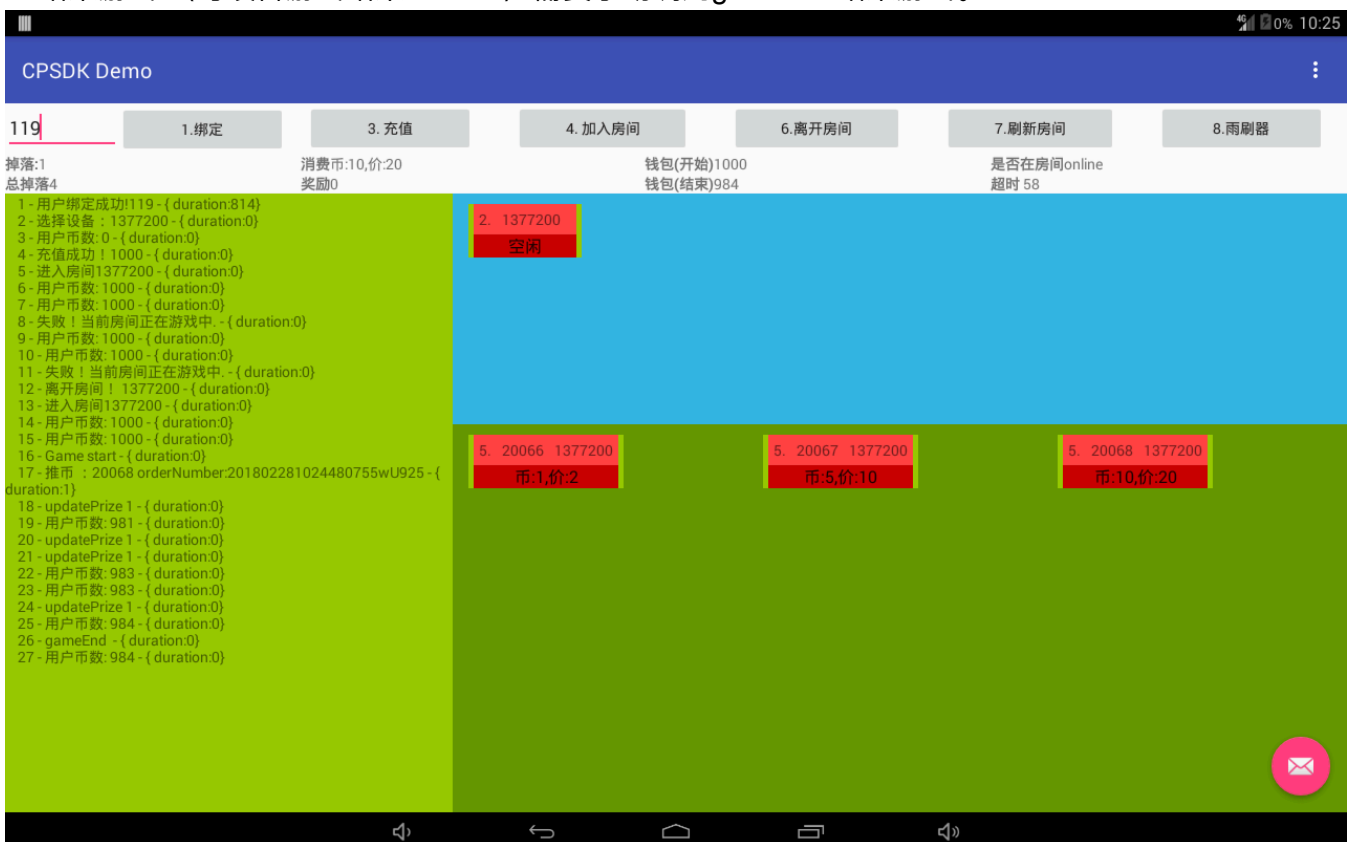 4G 0% 10:25
CPSDK Demo
119 1.绑定 3. 充值 4. 加入房间 6.离开房间 7.刷新房间 8.雨刷器
掉落:1 消费币:10,价:20 钱包(开始)1000 是否在房间online
总掉落4 奖励0 钱包(结束)984 超时 58
1 - 用户绑定成功!119 - { duration:814}
2 - 选择设备：1377200 - { duration:0}
3 - 用户币数: 0 - { duration:0}
4 - 充值成功！1000 - { duration:0}
5 - 进入房间1377200 - { duration:0}
6 - 用户币数: 1000 - { duration:0}
7 - 用户币数: 1000 - { duration:0}
8 - 失败！当前房间正在游戏中. - { duration:0}
9 - 用户币数: 1000 - { duration:0}
10 - 用户币数: 1000 - { duration:0}
11 - 失败！当前房间正在游戏中. - { duration:0}
12 - 离开房间！ 1377200 - { duration:0}
13 - 进入房间1377200 - { duration:0}
14 - 用户币数: 1000 - { duration:0}
15 - 用户币数: 1000 - { duration:0}
16 - Game start - { duration:0}
17 - 推币 ：20068 orderNumber:201802281024480755wU925 - {
duration:1}
18 - updatePrize 1 - { duration:0}
19 - 用户币数: 981 - { duration:0}
20 - updatePrize 1 - { duration:0}
21 - updatePrize 1 - { duration:0}
22 - 用户币数: 983 - { duration:0}
23 - 用户币数: 983 - { duration:0}
24 - updatePrize 1 - { duration:0}
25 - 用户币数: 984 - { duration:0}
26 - gameEnd - { duration:0}
27 - 用户币数: 984 - { duration:0}
2. 1377200
空闲
5. 20066 1377200 5. 20067 1377200 5. 20068 1377200
币:1,价:2 币:5,价:10 币:10,价:20